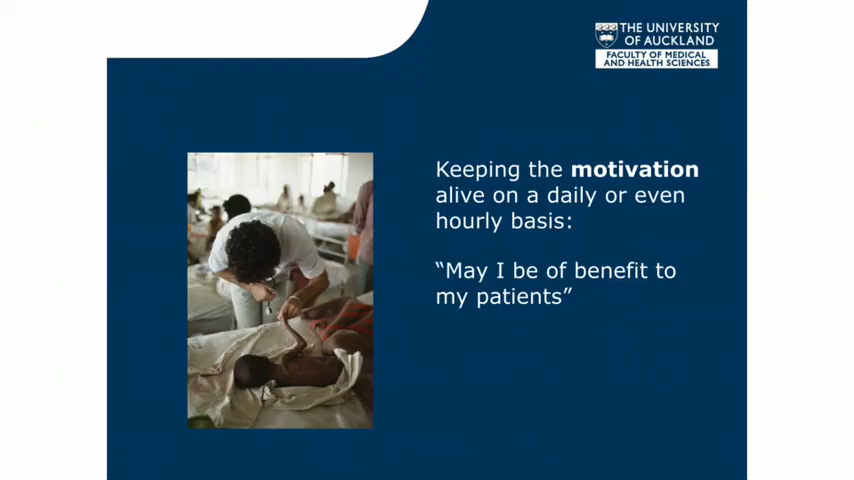 THE UNIVERSITY
OF AUCKLAND
FACULTY OF MEDICAL
AND HEALTH SCIENCES
Keeping the motivation
alive on a daily or even
hourly basis:
“May I be of benefit to
my patients”